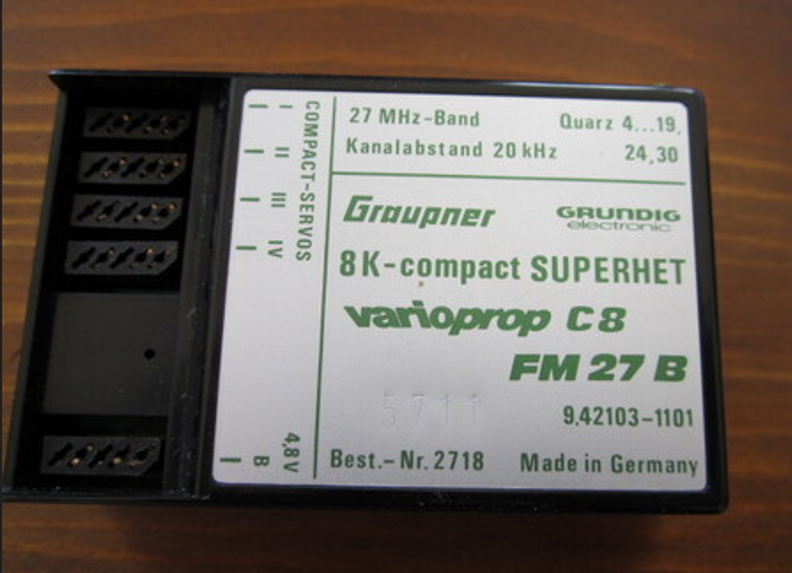 COMPACT-SERVOS
I
II
III
IV
4,8V
B
27 MHz-Band Quarz 4...19,
Kanalabstand 20 kHz 24,30
Graupner GRUNDIG
electronic
8K-compact SUPERHET
varioprop C8
FM 27 B
5711
9.42103-1101
Best.-Nr. 2718 Made in Germany